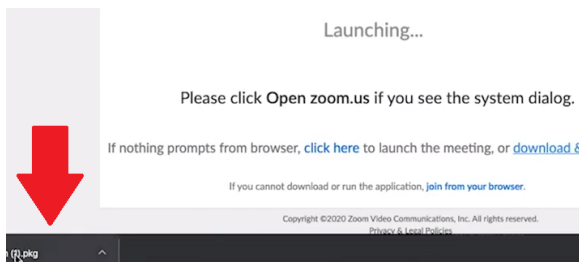 Launching...
Please click Open zoom.us if you see the system dialog.
If nothing prompts from browser, click here to launch the meeting, or download &
If you cannot download or run the application, join from your browser.
Copyright ©2020 Zoom Video Communications, Inc. All rights reserved.
Privacy & Legal Policies
(1).pkg